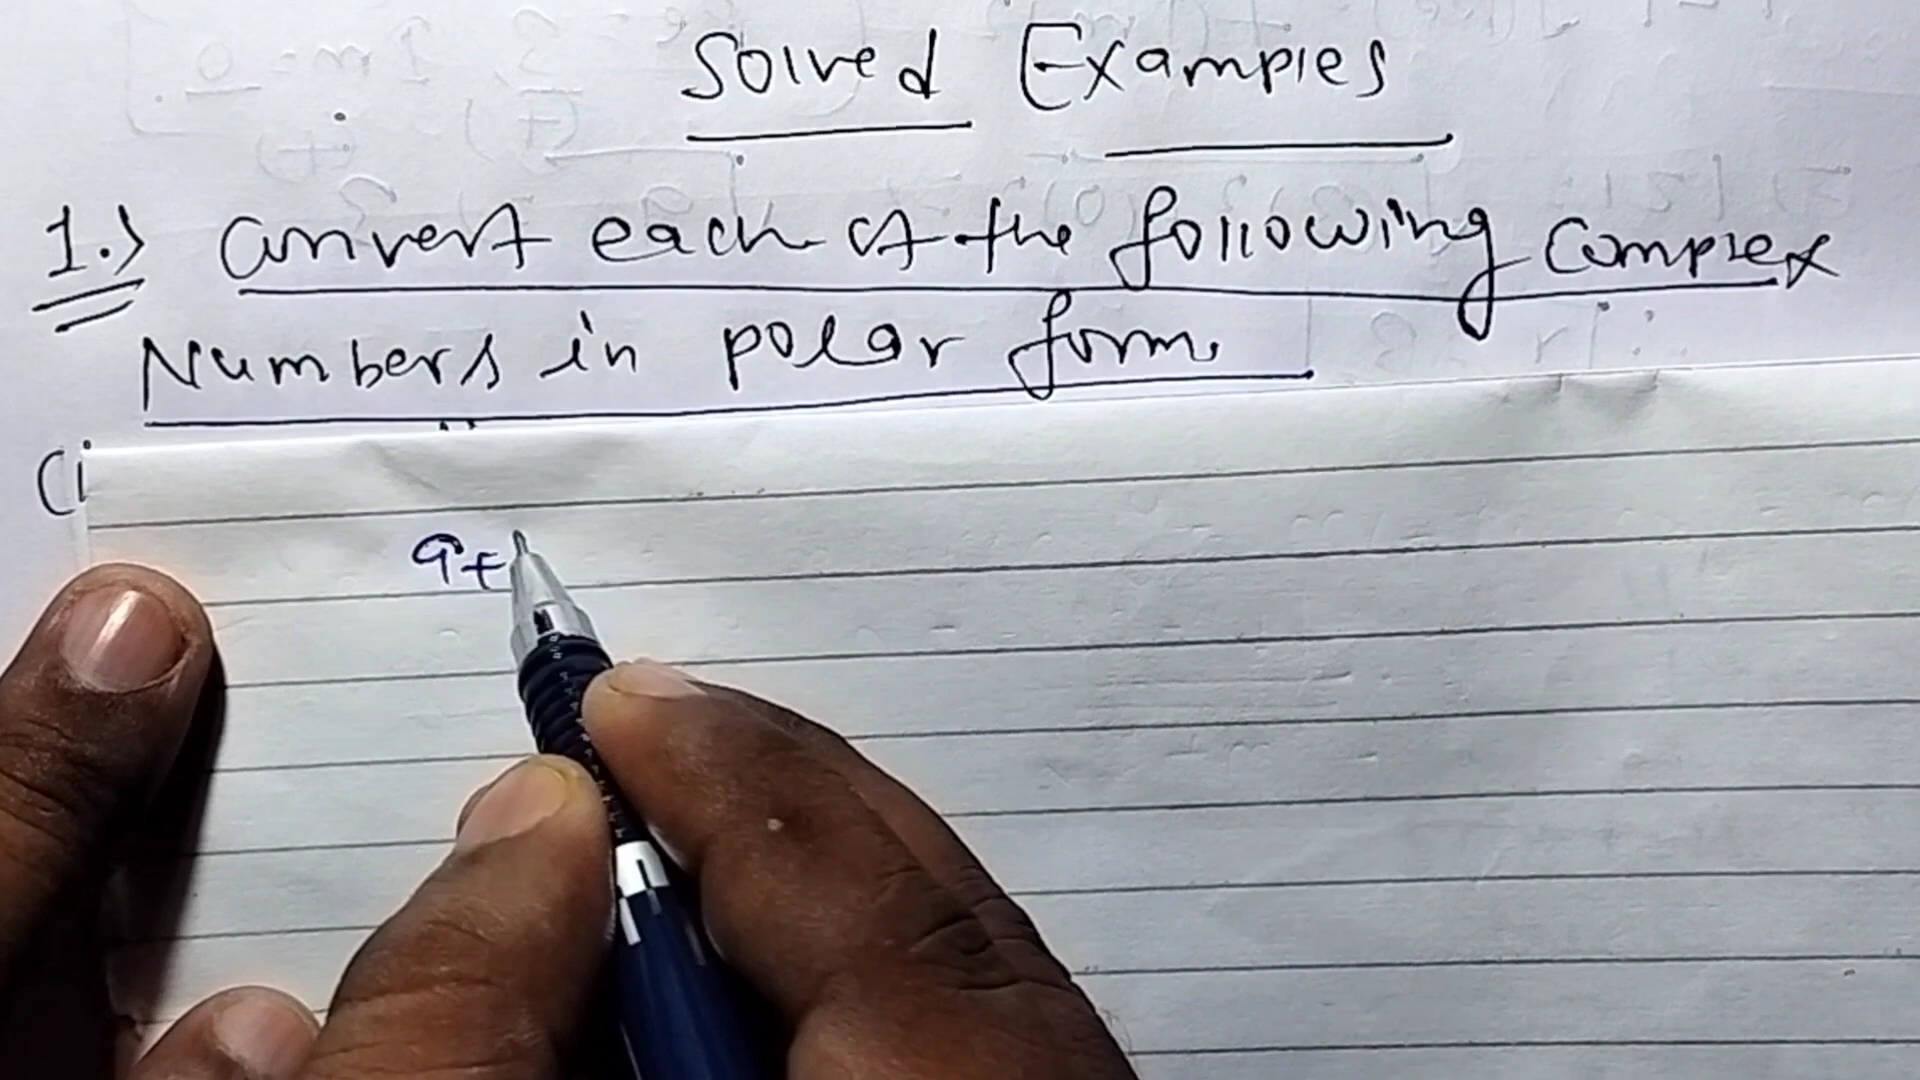 Solved Examples
1.) Convert each of the following Complex
Numbers in polar form.
(i
a+